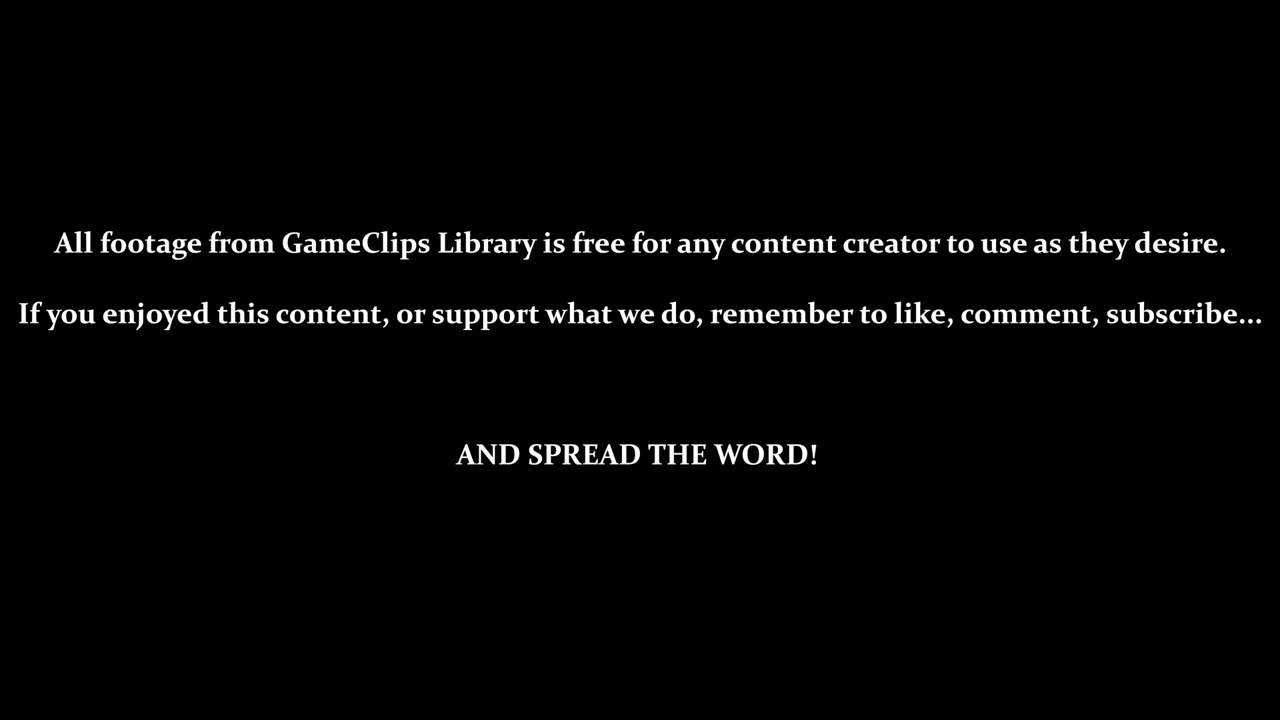 All footage from GameClips Library is free for any content creator to use as they desire.
If you enjoyed this content, or support what we do, remember to like, comment, subscribe...
AND SPREAD THE WORD!